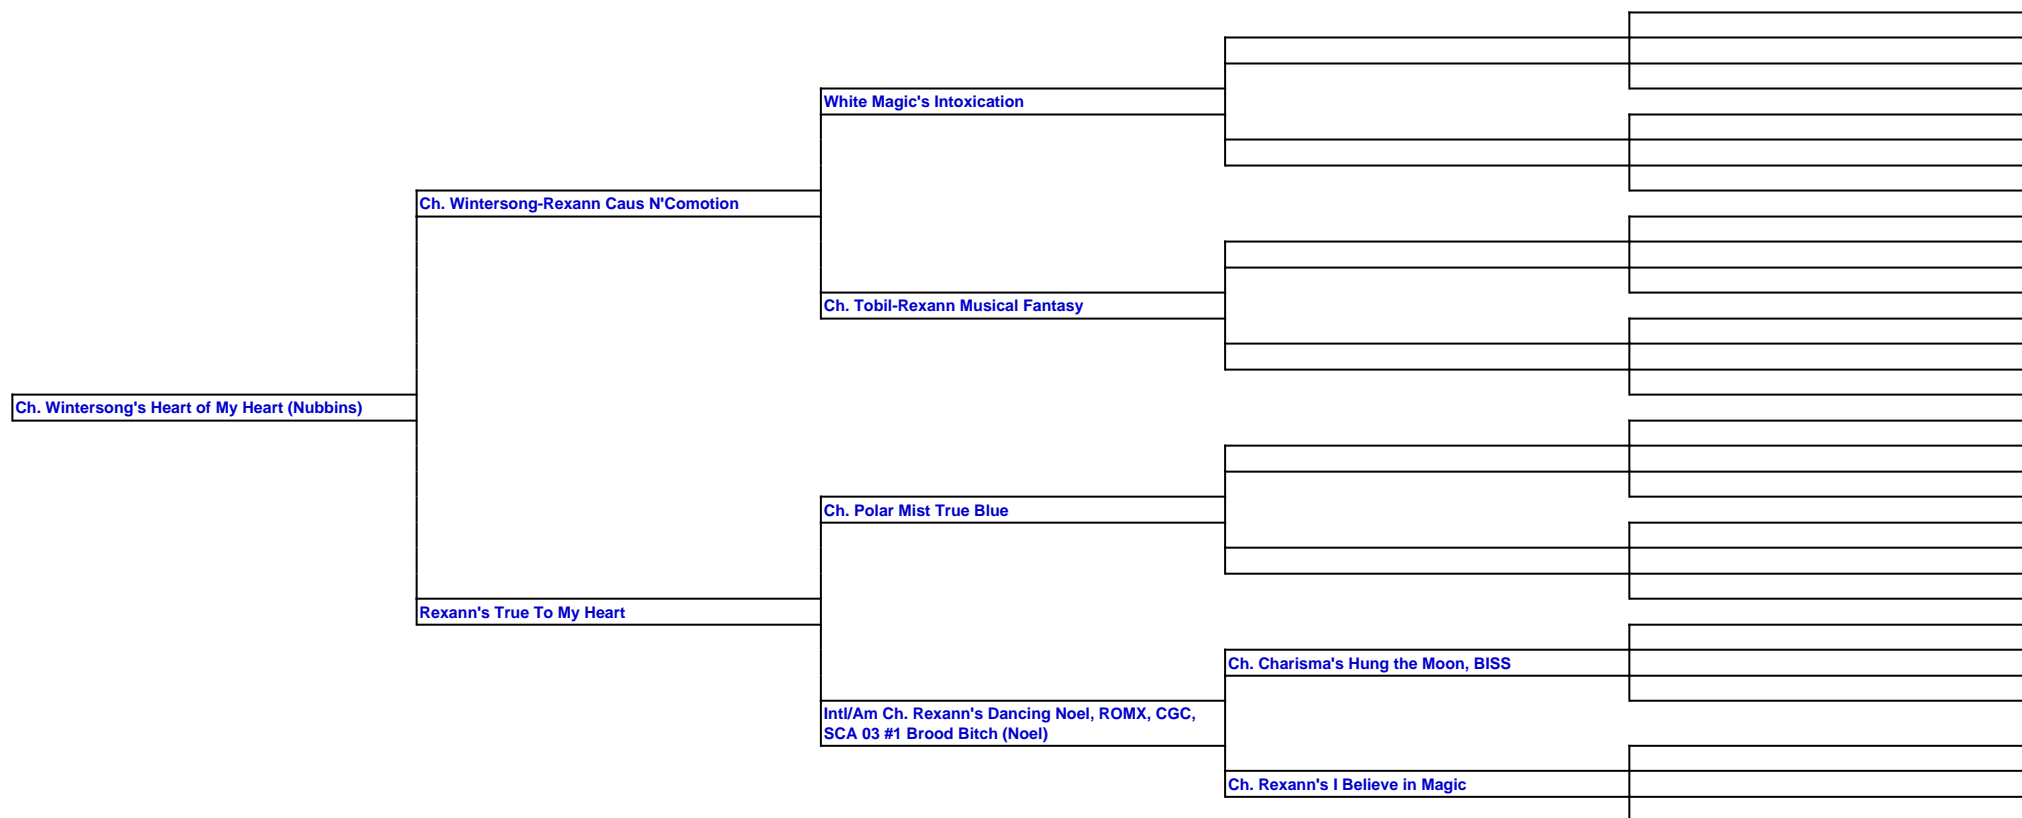 White Magic's Intoxication
Ch. Wintersong-Rexann Caus N'Comotion
Ch. Tobil-Rexann Musical Fantasy
Ch. Wintersong's Heart of My Heart (Nubbins)
Ch. Polar Mist True Blue
Rexann's True To My Heart
Ch. Charisma's Hung the Moon, BISS
Intl/Am Ch. Rexann's Dancing Noel, ROMX, CGC,
SCA 03 #1 Brood Bitch (Noel)
Ch. Rexann's I Believe in Magic